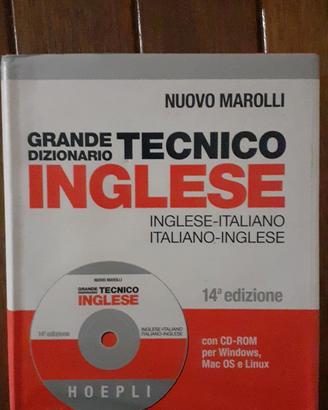 NUOVO MAROLLI
GRANDE DIZIONARIO TECNICO
INGLESE
INGLESE-ITALIANO
ITALIANO-INGLESE
14ª edizione
con CD-ROM
per Windows,
Mac OS e Linux
NUOVO MAROLLI
GRANDE DIZIONARIO TECNICO
INGLESE
14ª edizione
INGLESE-ITALIANO
ITALIANO-INGLESE
HOEPLI